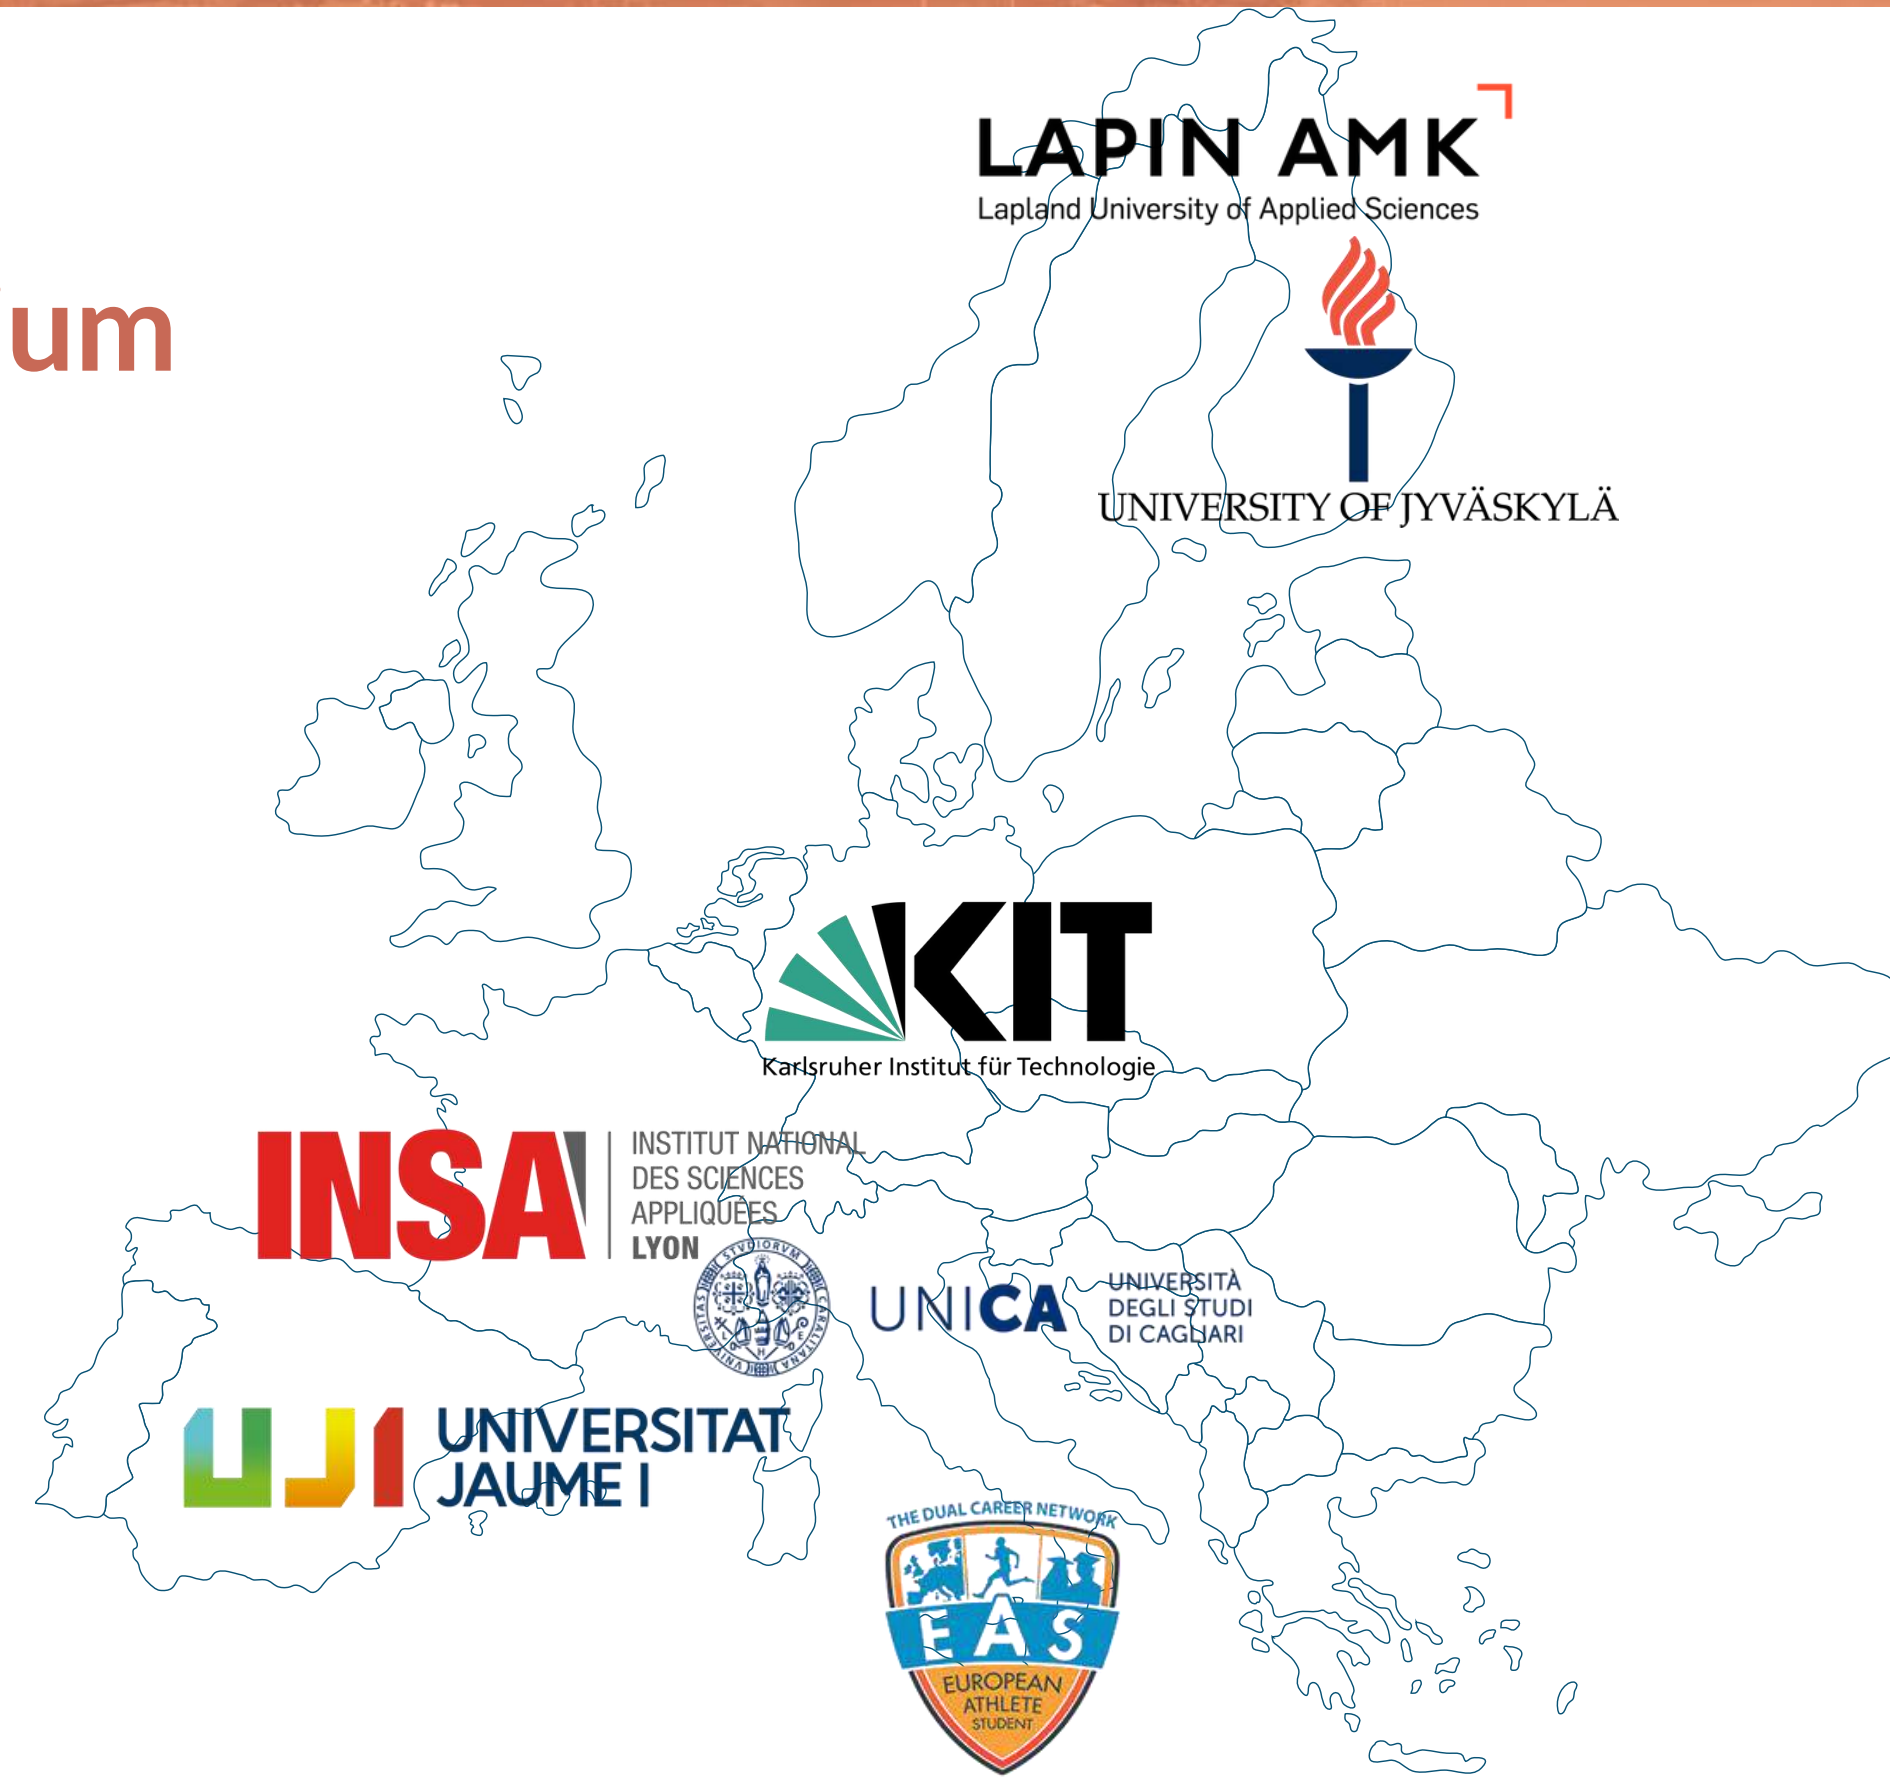 LAPIN AMK
Lapland University of Applied Sciences
um
UNIVERSITY OF JYVÄSKYLÄ
KIT
Karlsruher Institut für Technologie
INSA
INSTITUT NATIONAL
DES SCIENCES
APPLIQUÉES
LYON
UNICA
UNIVERSITÀ
DEGLI STUDI
DI CAGLIARI
UJI
UNIVERSITAT
JAUME I
THE DUAL CAREER NETWORK
EAS
EUROPEAN
ATHLETE
STUDENT